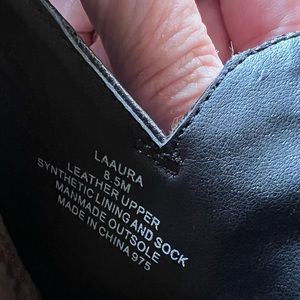 LAAURA
8.5M
LEATHER UPPER
SYNTHETIC LINING AND SOCK
MANMADE OUTSOLE
MADE IN CHINA 975